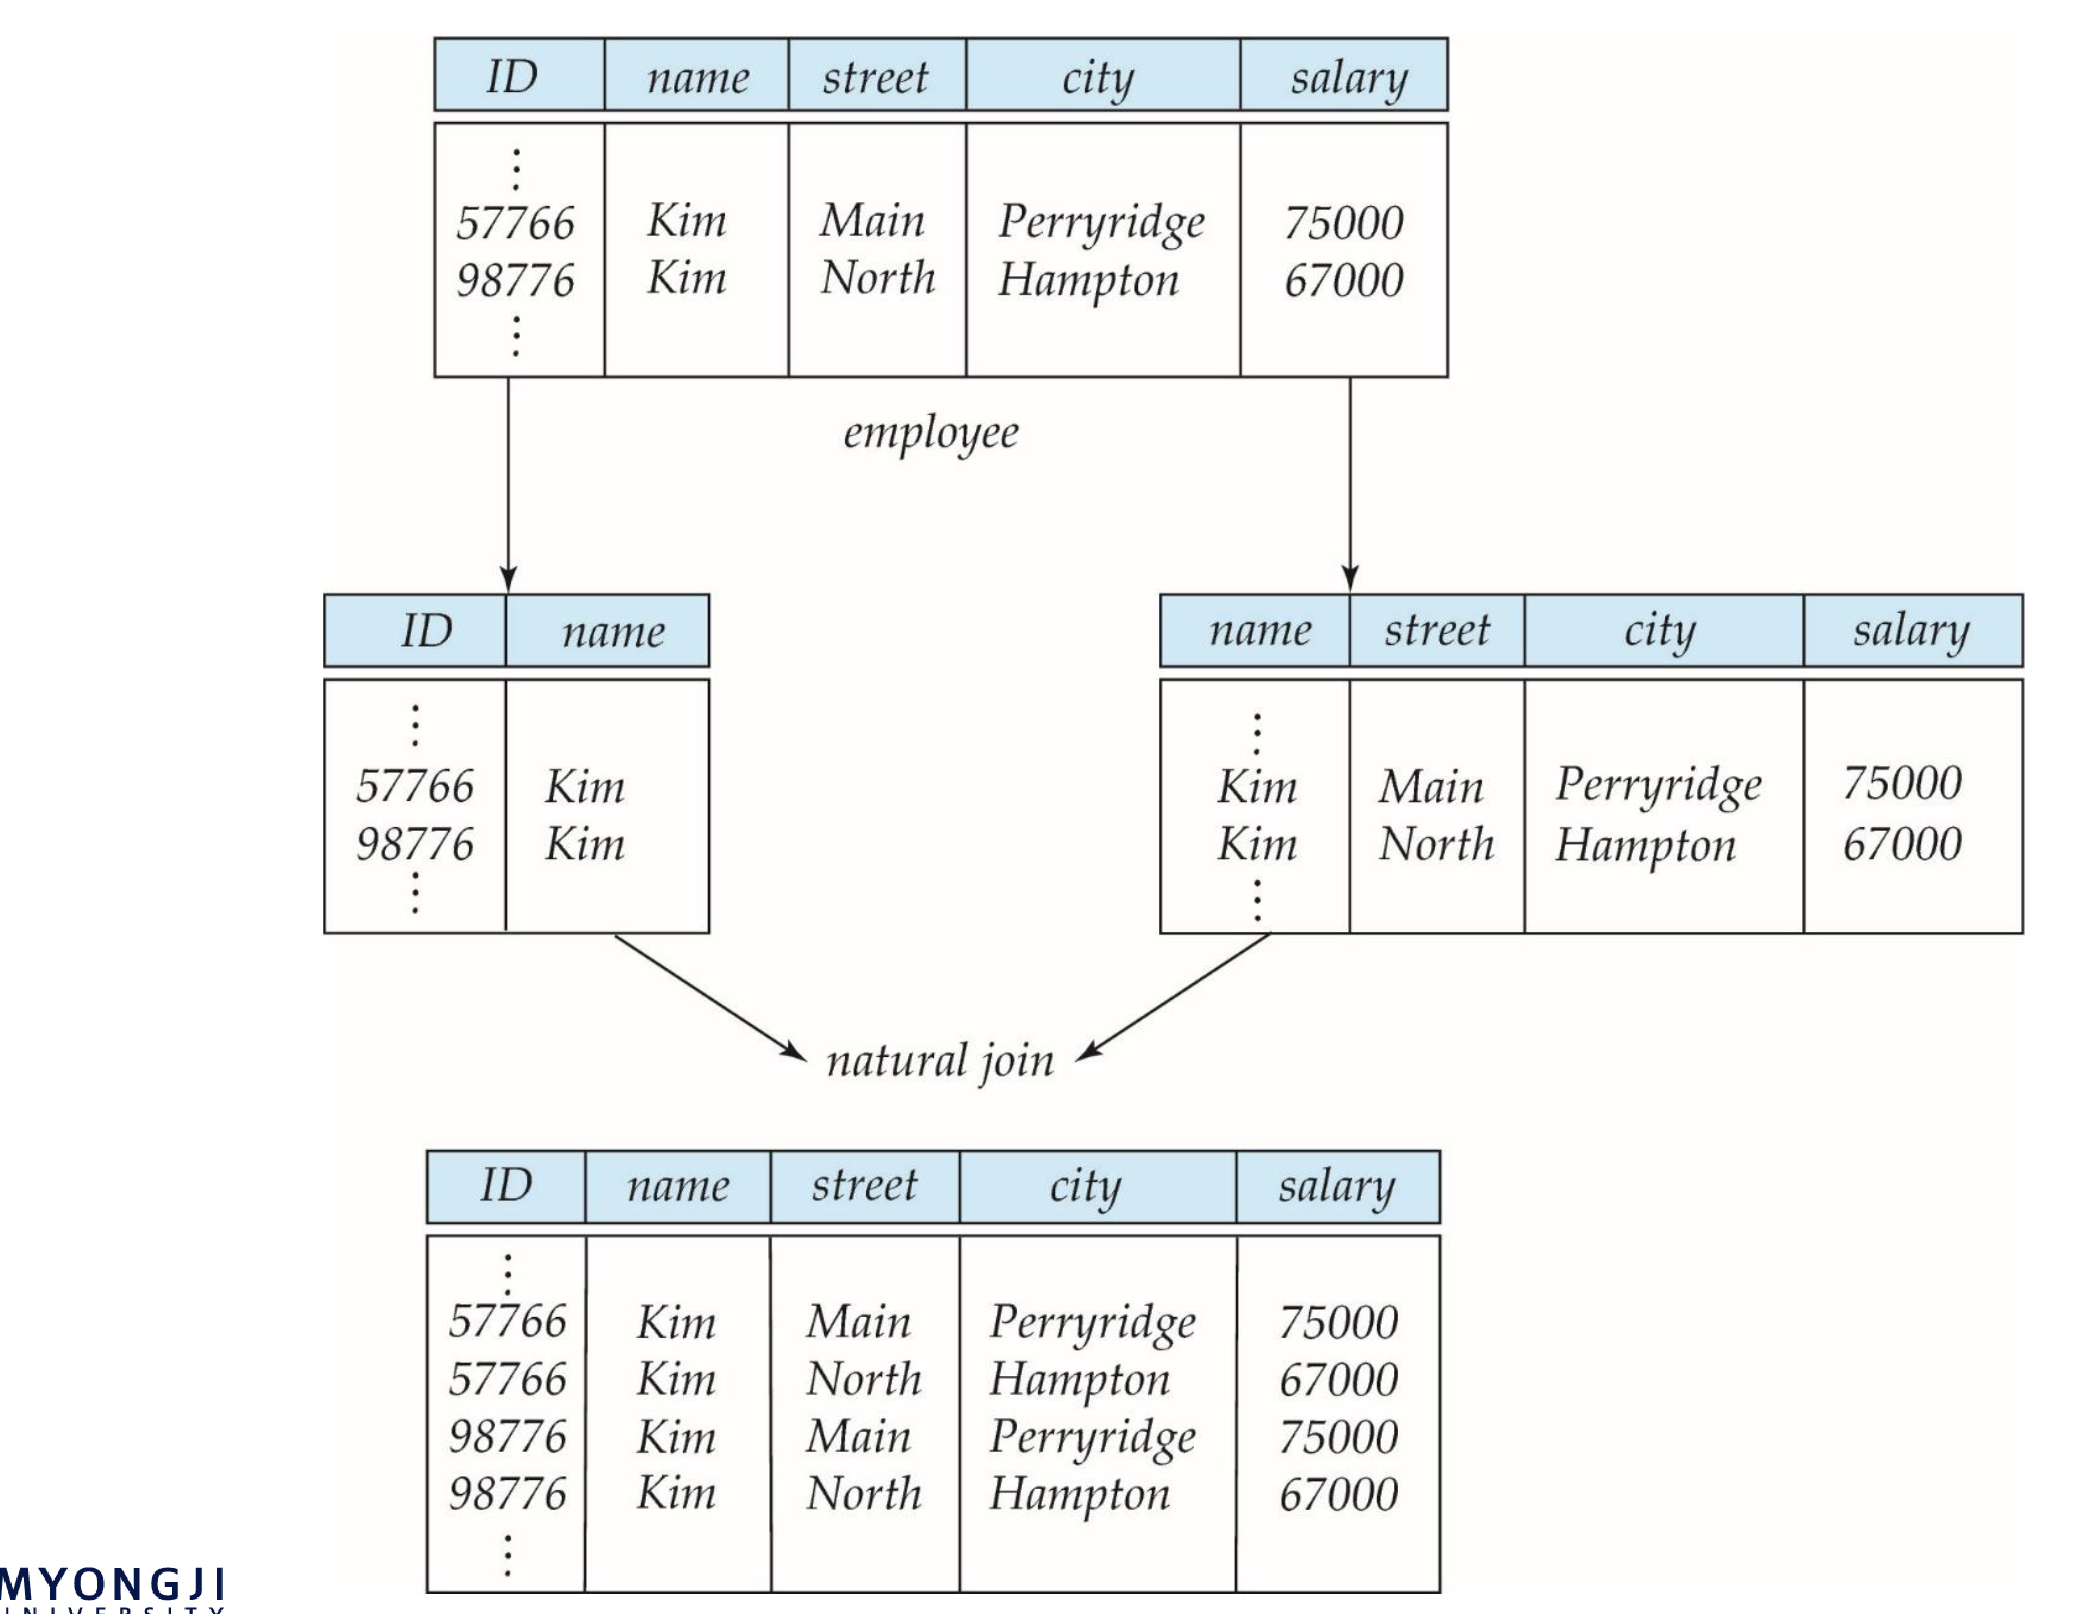 ID name street city salary
⋮
57766 Kim Main Perryridge 75000
98776 Kim North Hampton 67000
⋮
employee
ID name
⋮
57766 Kim
98776 Kim
⋮
name street city salary
⋮
Kim Main Perryridge 75000
Kim North Hampton 67000
⋮
natural join
ID name street city salary
⋮
57766 Kim Main Perryridge 75000
57766 Kim North Hampton 67000
98776 Kim Main Perryridge 75000
98776 Kim North Hampton 67000
⋮
MYONGJI
UNIVERSITY